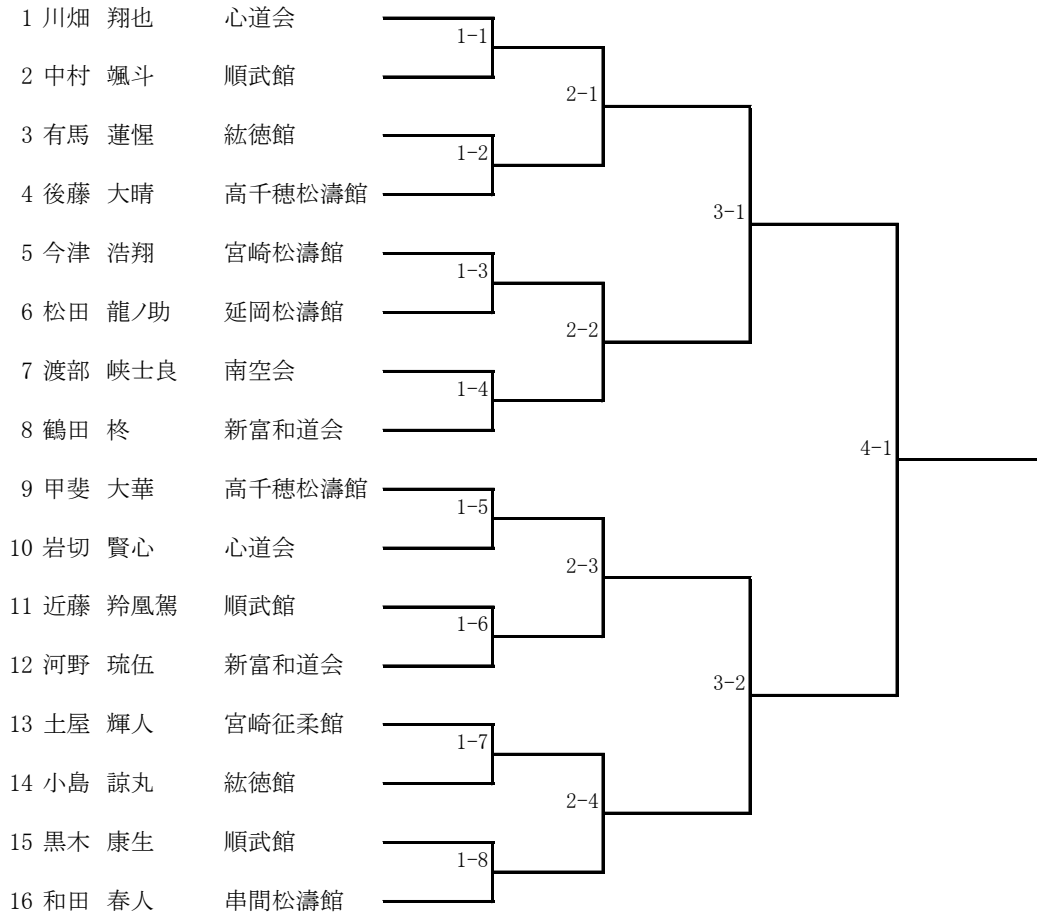 1 川畑 翔也 心道会
1-1
2 中村 颯斗 順武館
2-1
3 有馬 蓮惺 紘徳館
1-2
4 後藤 大晴 高千穂松濤館
3-1
5 今津 浩翔 宮崎松濤館
1-3
6 松田 龍ノ助 延岡松濤館
2-2
7 渡部 峡士良 南空会
1-4
8 鶴田 柊 新富和道会
4-1
9 甲斐 大華 高千穂松濤館
1-5
10 岩切 賢心 心道会
2-3
11 近藤 羚凰駕 順武館
1-6
12 河野 琉伍 新富和道会
3-2
13 土屋 輝人 宮崎征柔館
1-7
14 小島 諒丸 紘徳館
2-4
15 黒木 康生 順武館
1-8
16 和田 春人 串間松濤館